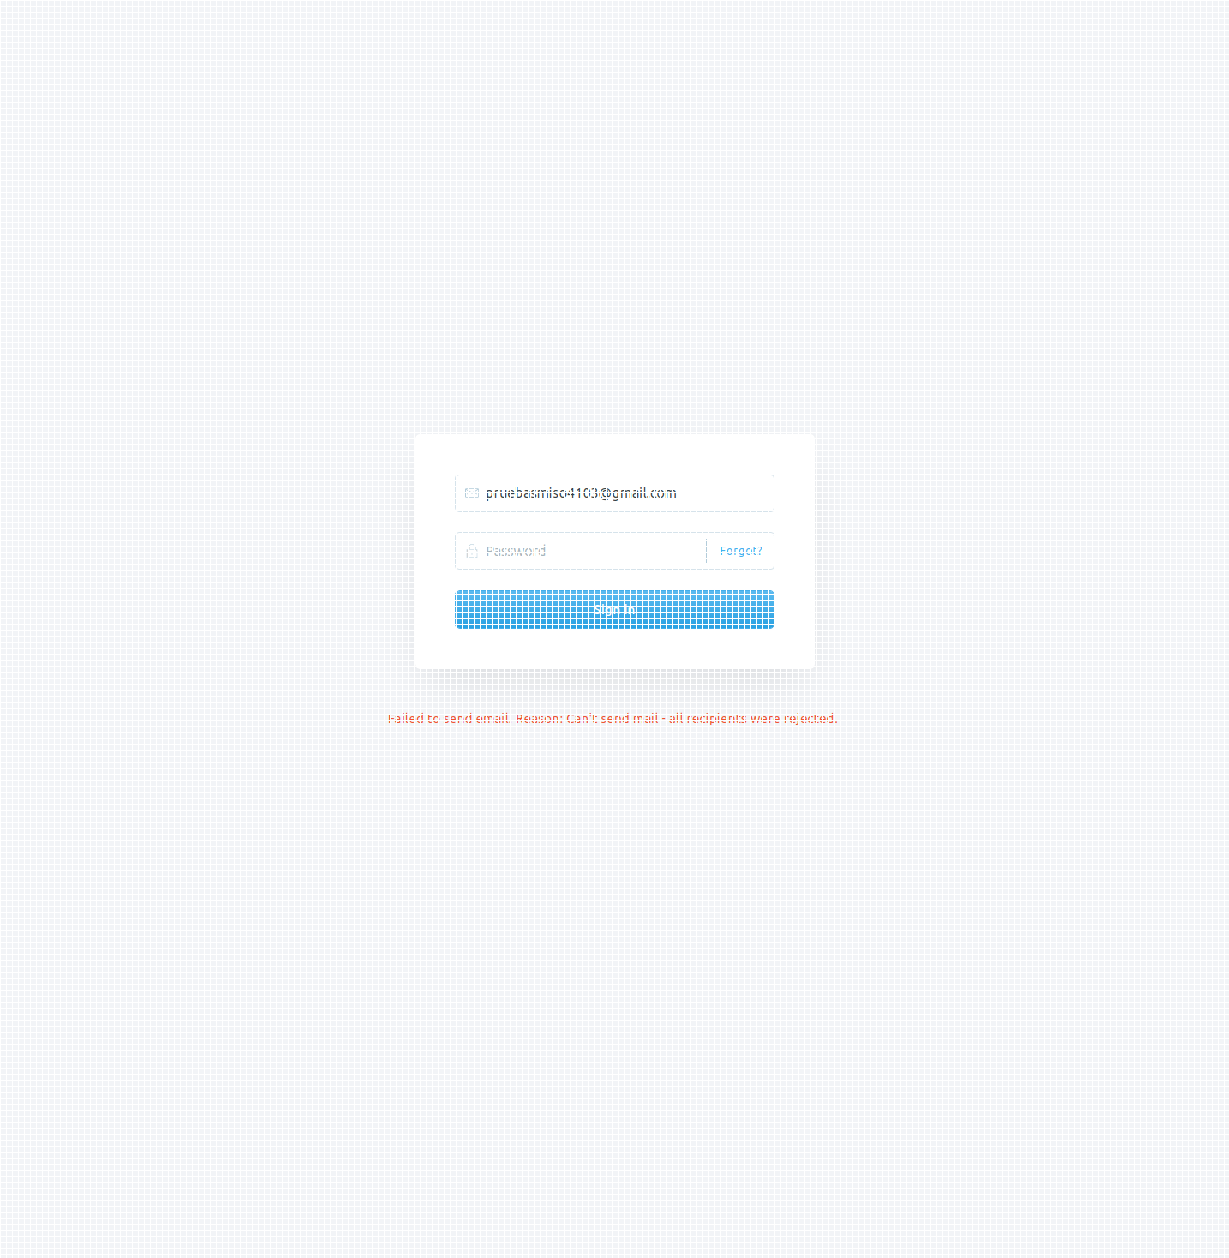 pruebasmiso4103@gmail.com
Password
Forgot?
Sign in
Failed to send email. Reason: Can't send mail - all recipients were rejected.